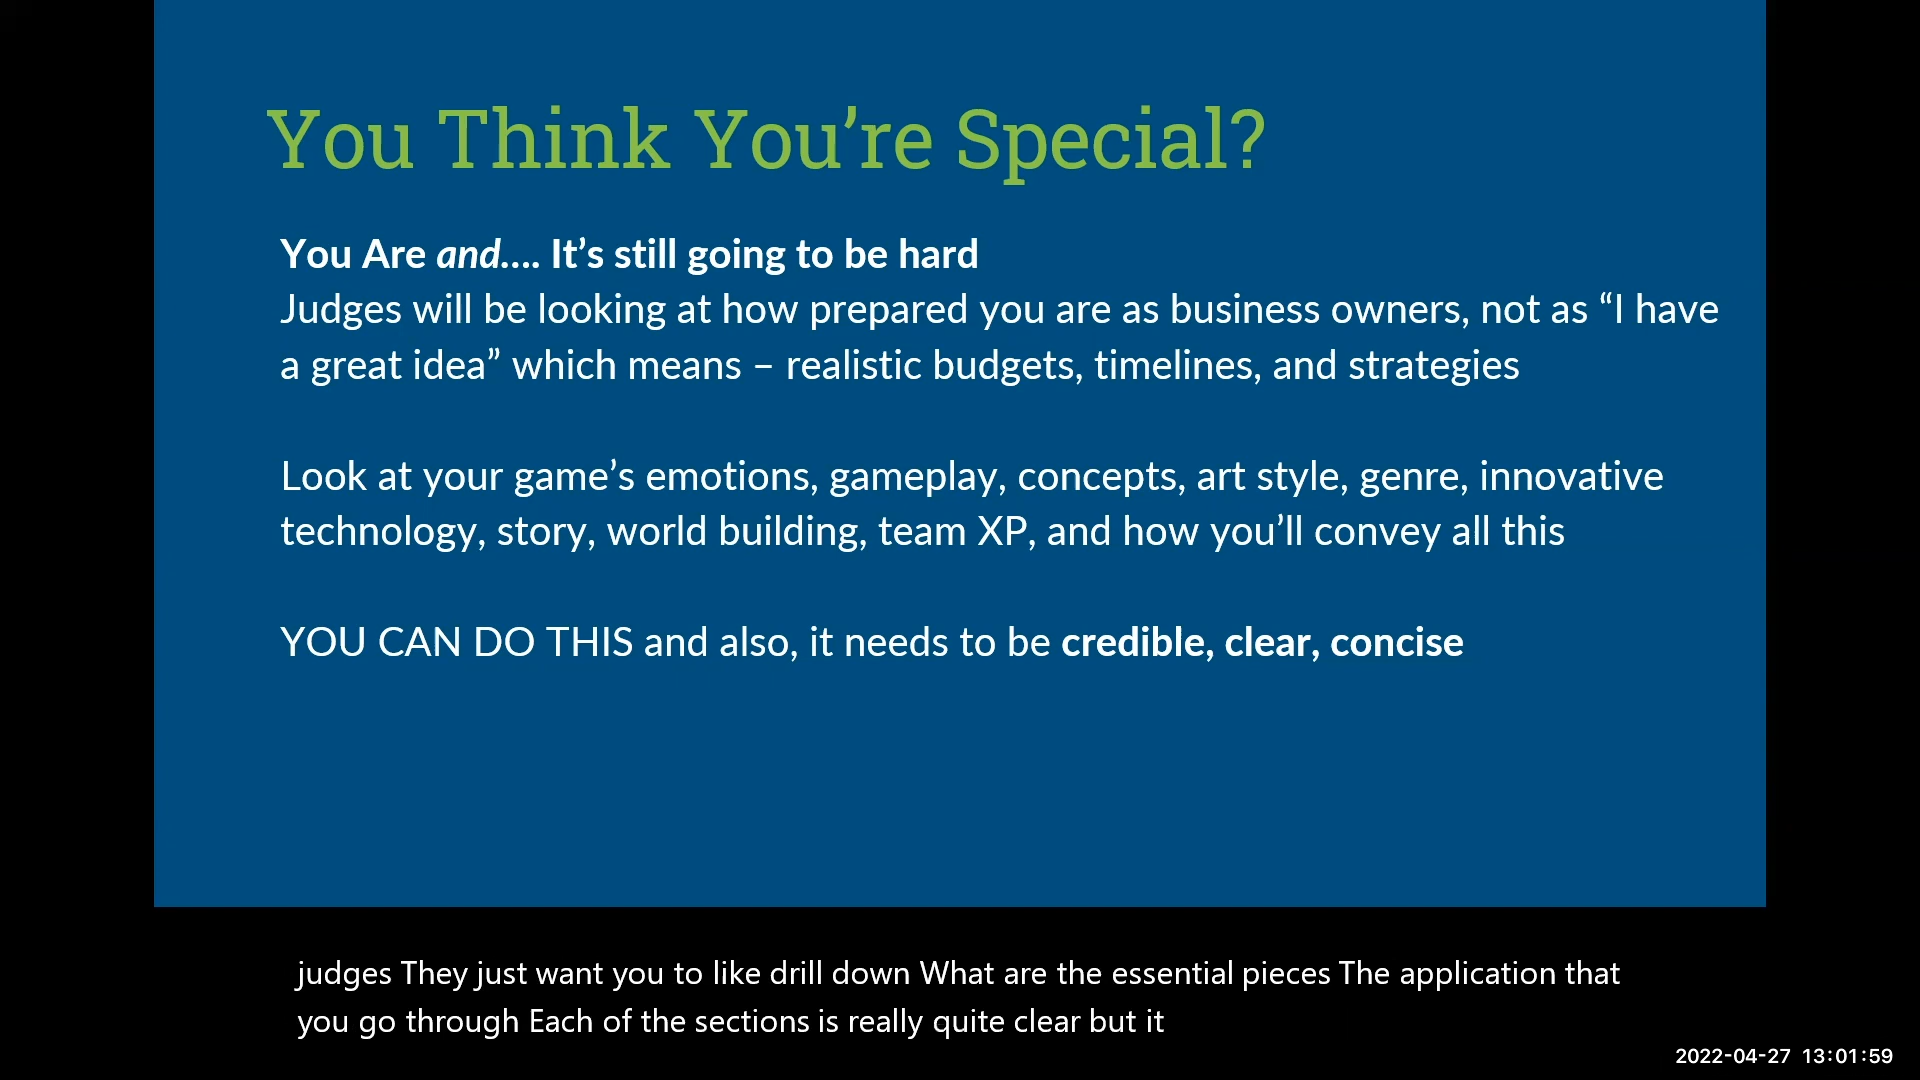 You Think You’re Special?
You Are and…. It’s still going to be hard
Judges will be looking at how prepared you are as business owners, not as “I have
a great idea” which means – realistic budgets, timelines, and strategies
Look at your game’s emotions, gameplay, concepts, art style, genre, innovative
technology, story, world building, team XP, and how you’ll convey all this
YOU CAN DO THIS and also, it needs to be credible, clear, concise
judges They just want you to like drill down What are the essential pieces The application that
you go through Each of the sections is really quite clear but it
2022-04-27 13:01:59